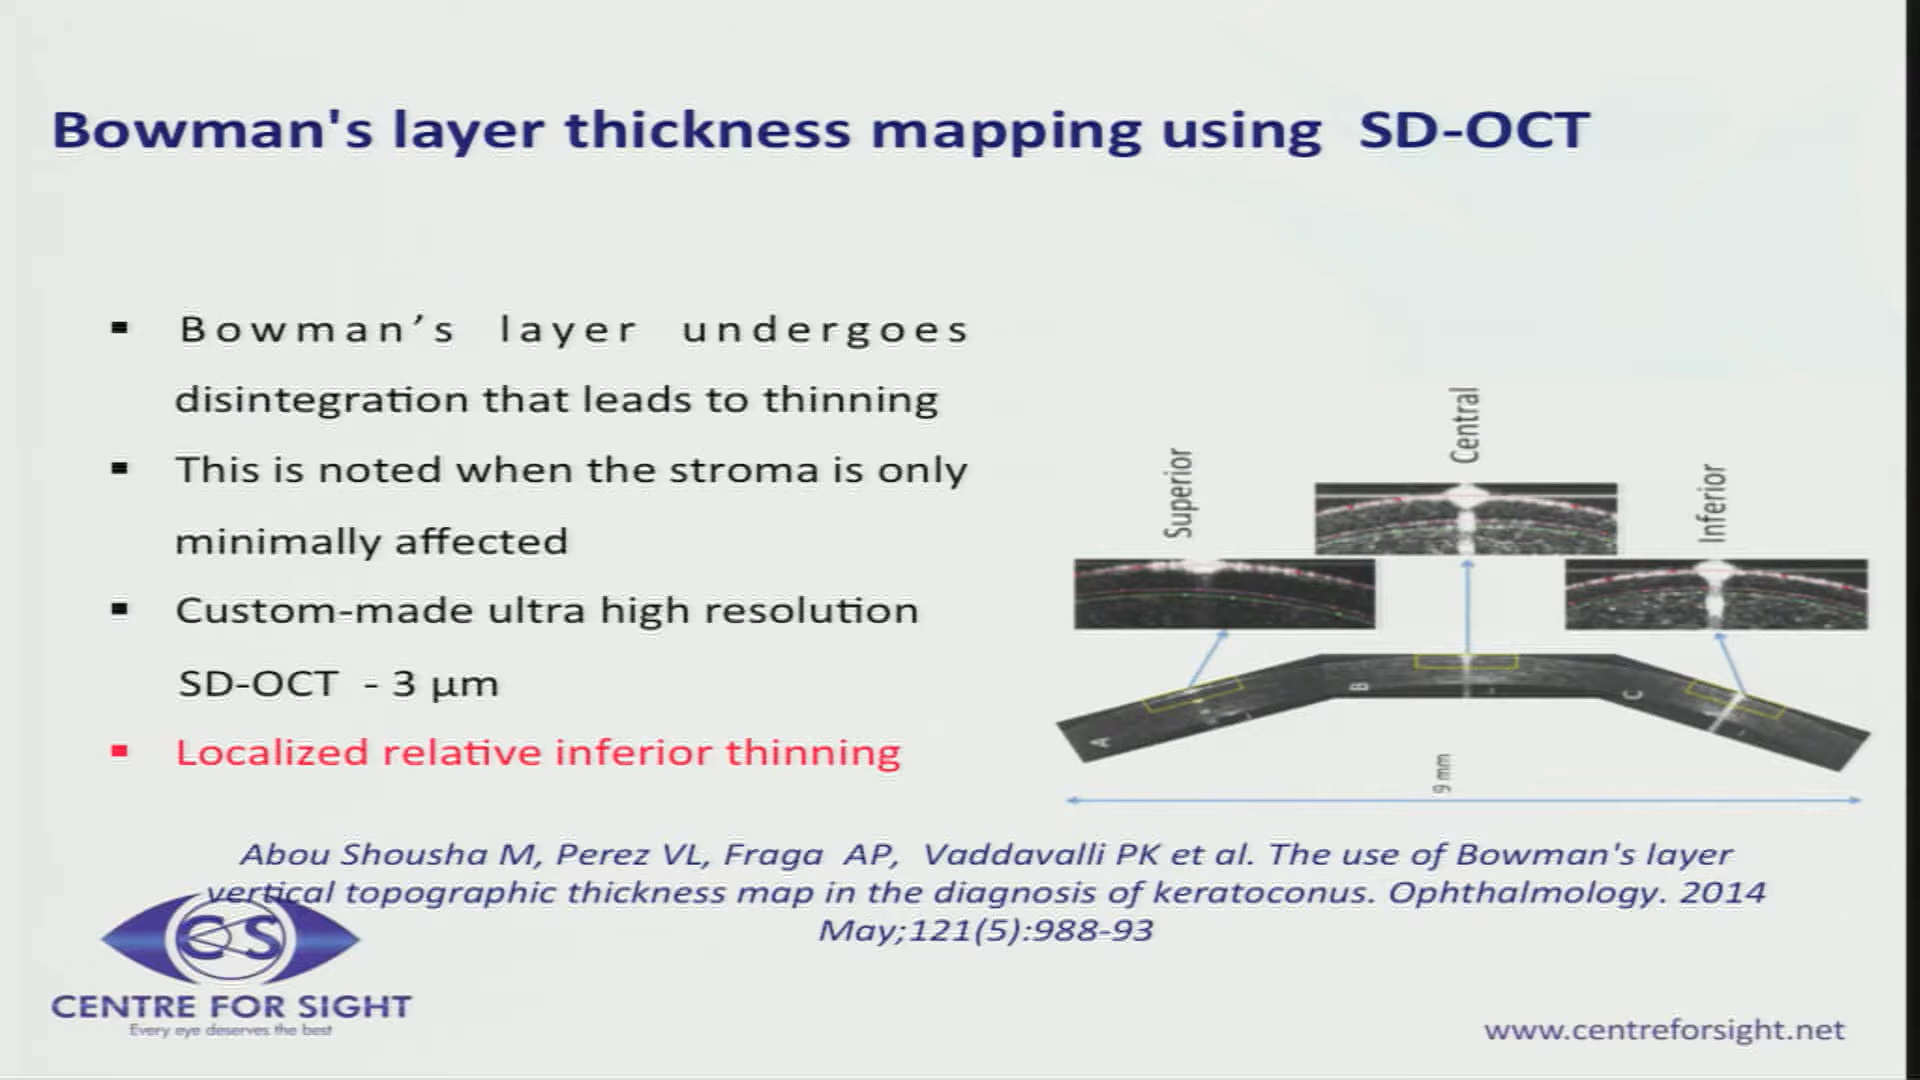 Bowman's layer thickness mapping using SD-OCT
▪ Bowman’s layer undergoes
disintegration that leads to thinning
▪ This is noted when the stroma is only
minimally affected
▪ Custom-made ultra high resolution
SD-OCT - 3 µm
▪ Localized relative inferior thinning
Superior
Central
Inferior
A
B
C
9 mm
Abou Shousha M, Perez VL, Fraga AP, Vaddavalli PK et al. The use of Bowman's layer
vertical topographic thickness map in the diagnosis of keratoconus. Ophthalmology. 2014
May;121(5):988-93
CS
CENTRE FOR SIGHT
Every eye deserves the best
www.centreforsight.net